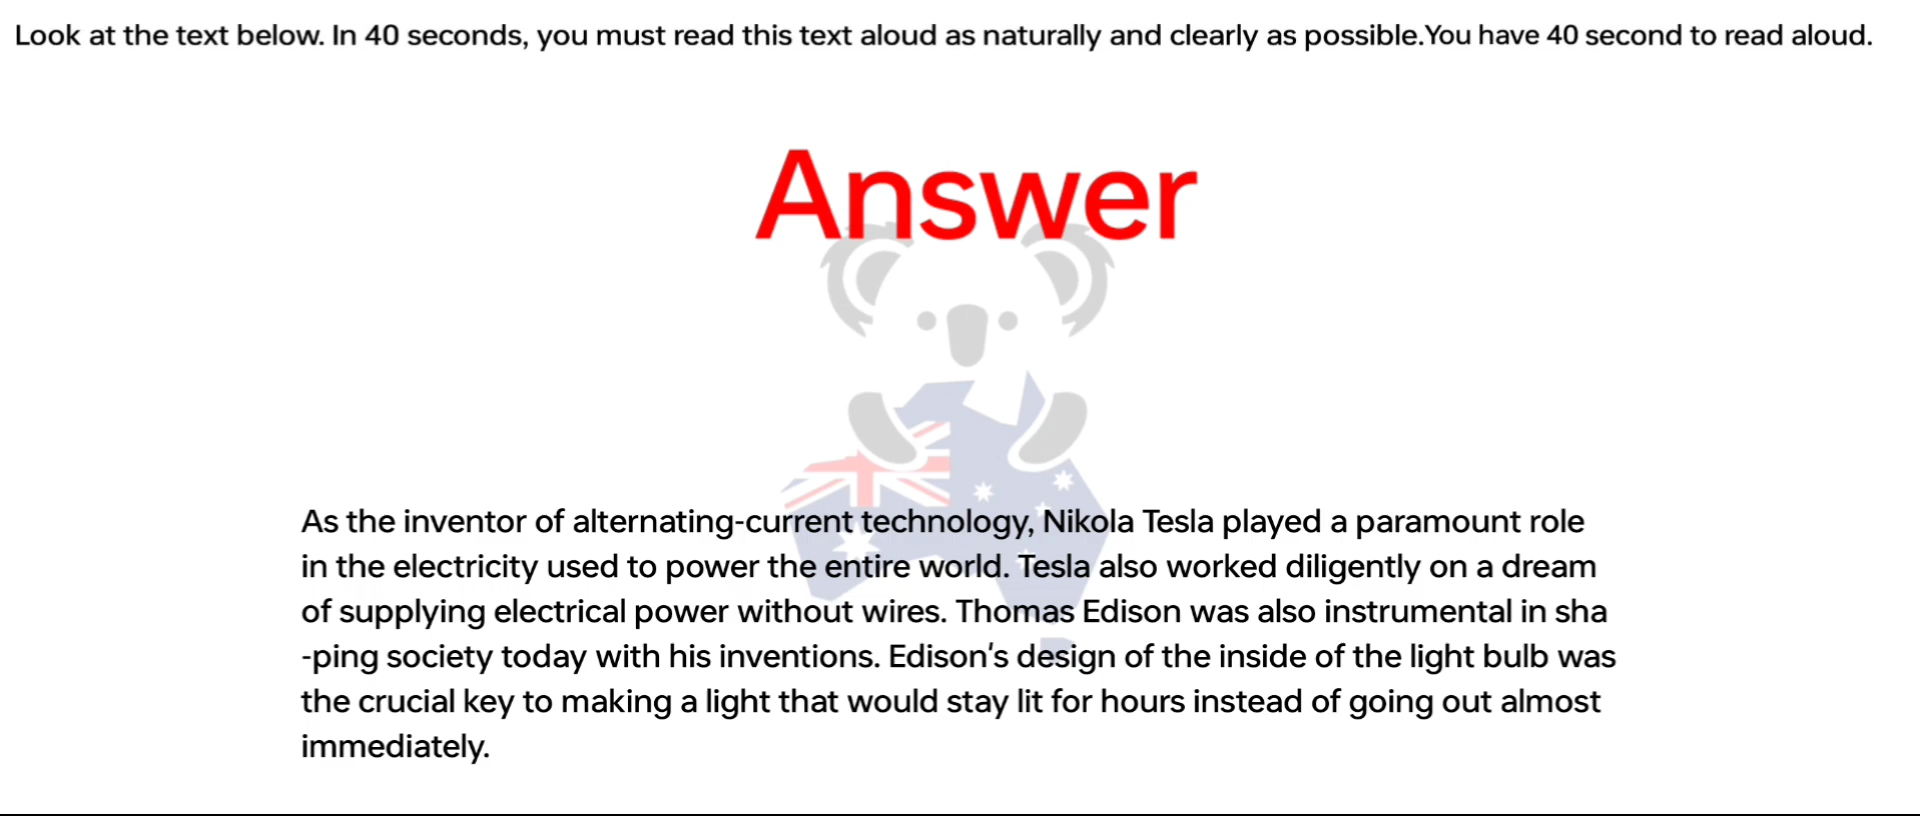 Look at the text below. In 40 seconds, you must read this text aloud as naturally and clearly as possible.You have 40 second to read aloud.
Answer
As the inventor of alternating-current technology, Nikola Tesla played a paramount role
in the electricity used to power the entire world. Tesla also worked diligently on a dream
of supplying electrical power without wires. Thomas Edison was also instrumental in sha
-ping society today with his inventions. Edison's design of the inside of the light bulb was
the crucial key to making a light that would stay lit for hours instead of going out almost
immediately.